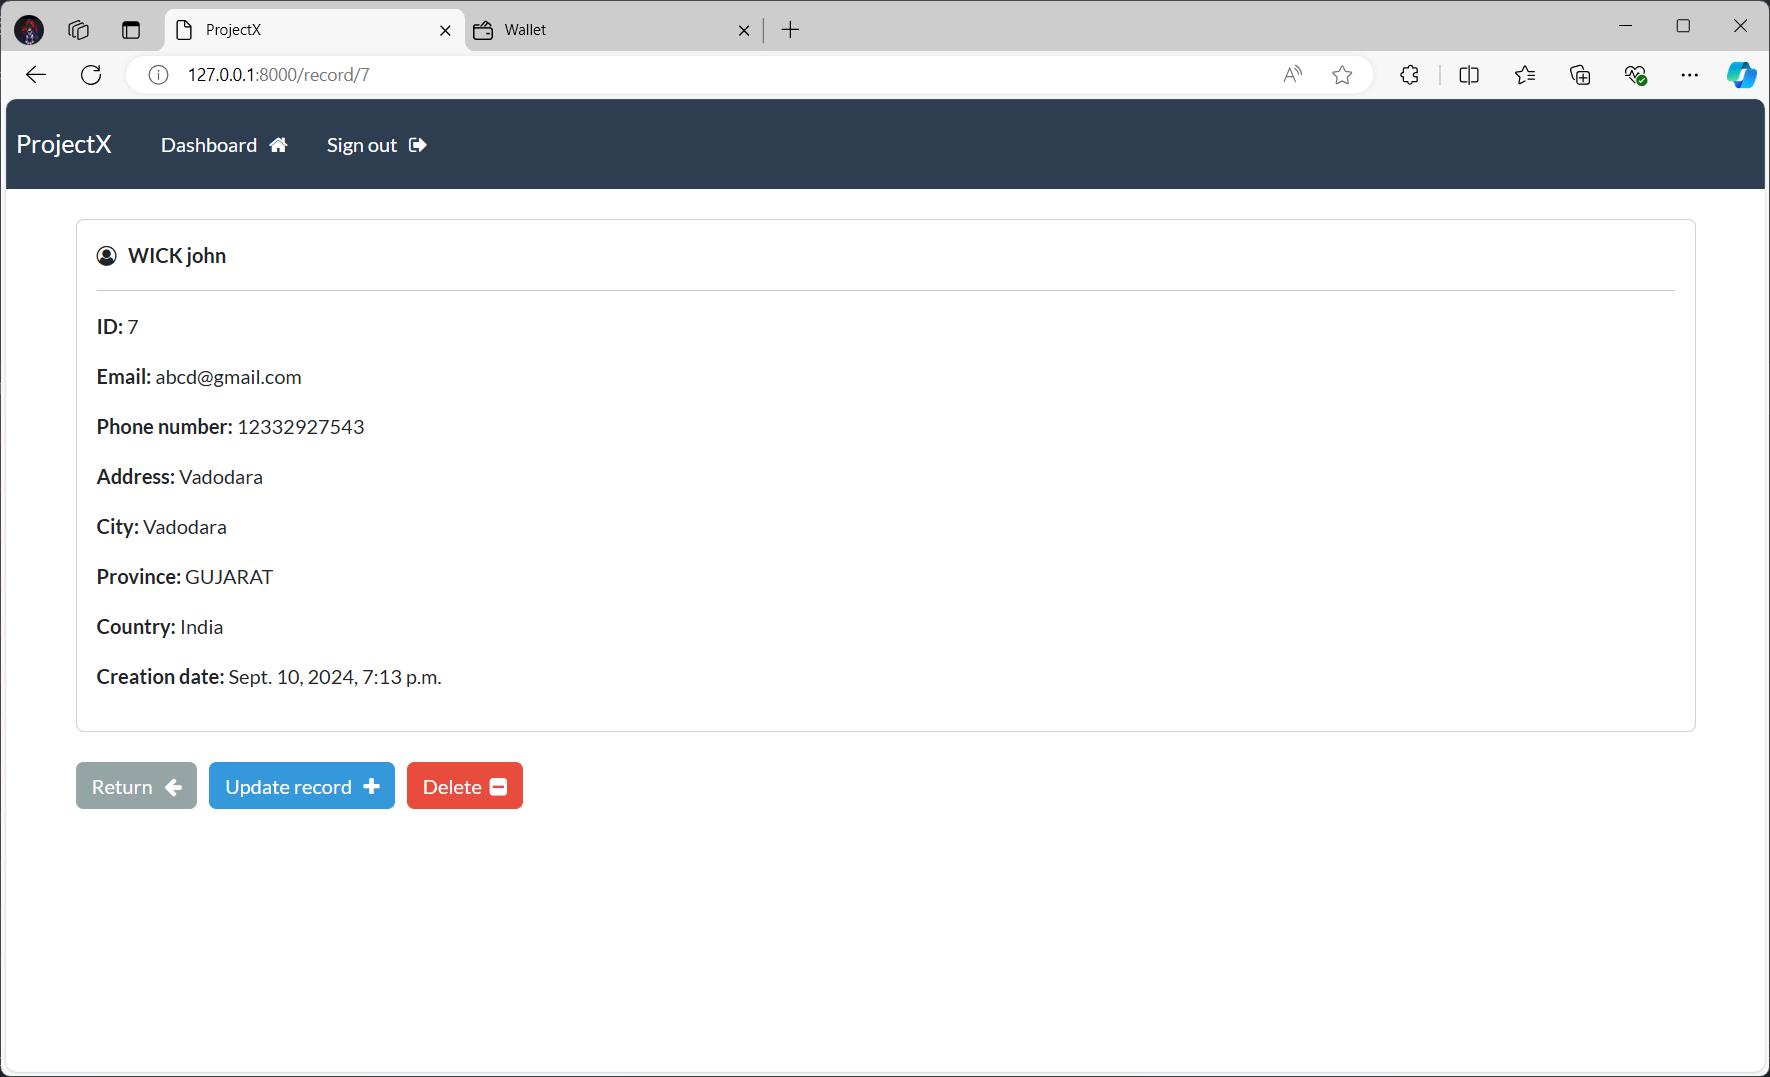 ProjectX
Wallet
127.0.0.1:8000/record/7
ProjectX Dashboard Sign out
WICK john
ID: 7
Email: abcd@gmail.com
Phone number: 12332927543
Address: Vadodara
City: Vadodara
Province: GUJARAT
Country: India
Creation date: Sept. 10, 2024, 7:13 p.m.
Return Update record Delete